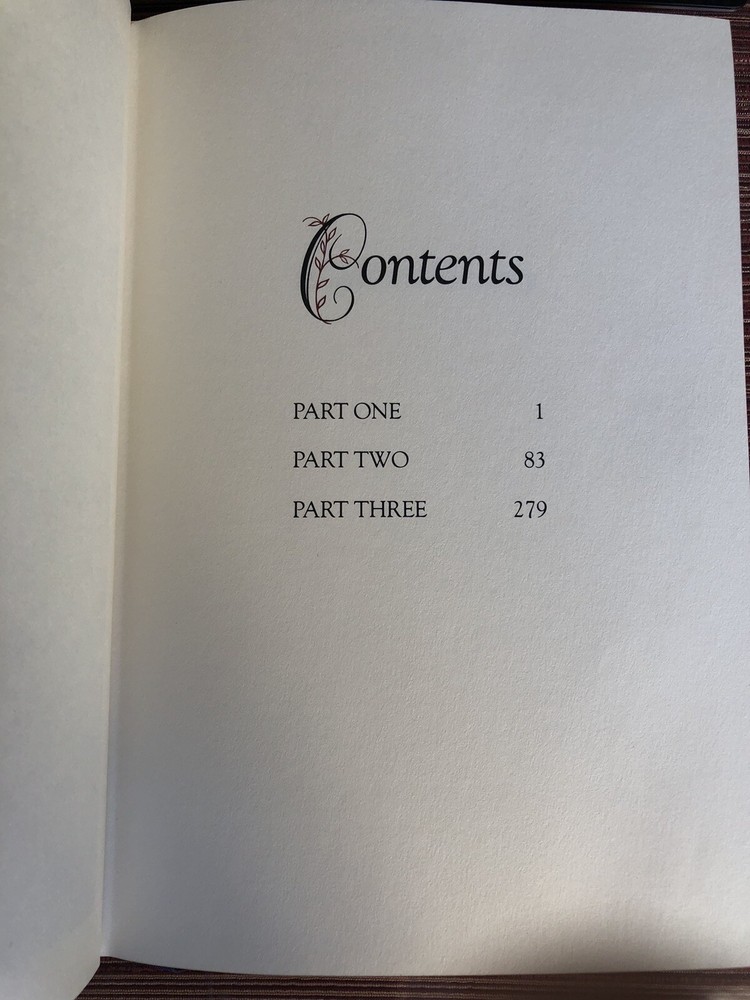 Contents
PART ONE 1
PART TWO 83
PART THREE 279